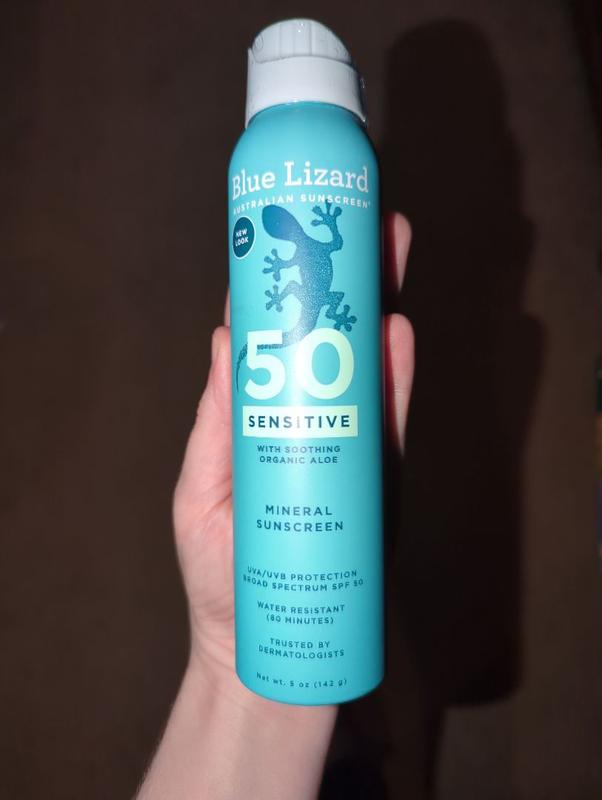 Blue Lizard
AUSTRALIAN SUNSCREEN®
NEW
LOOK
50
SENSITIVE
WITH SOOTHING
ORGANIC ALOE
MINERAL
SUNSCREEN
UVA/UVB PROTECTION
BROAD SPECTRUM SPF 50
WATER RESISTANT
(80 MINUTES)
TRUSTED BY
DERMATOLOGISTS
Net wt. 5 oz (142 g)